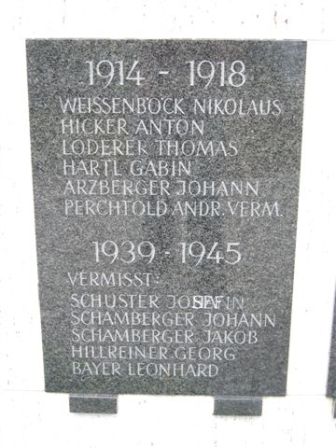 1914 - 1918
WEISSENBÖCK NIKOLAUS
HICKER ANTON
LODERER THOMAS
HARTL GABIN
ARZBERGER JOHANN
PERCHTOLD ANDR. VERM.
1939 - 1945
VERMISST:
SCHUSTER
SCHAMBERGER JOHANN
SCHAMBERGER JAKOB
HILLREINER GEORG
BAYER LEONHARD